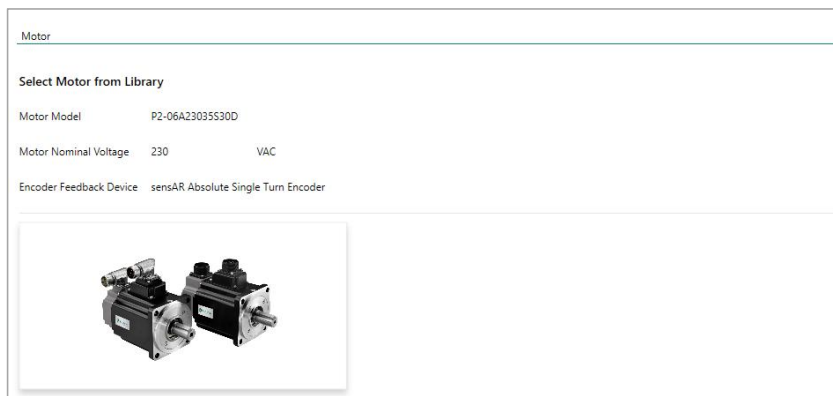 Motor
Select Motor from Library
Motor Model P2-06A23035S30D
Motor Nominal Voltage 230 VAC
Encoder Feedback Device sensAR Absolute Single Turn Encoder